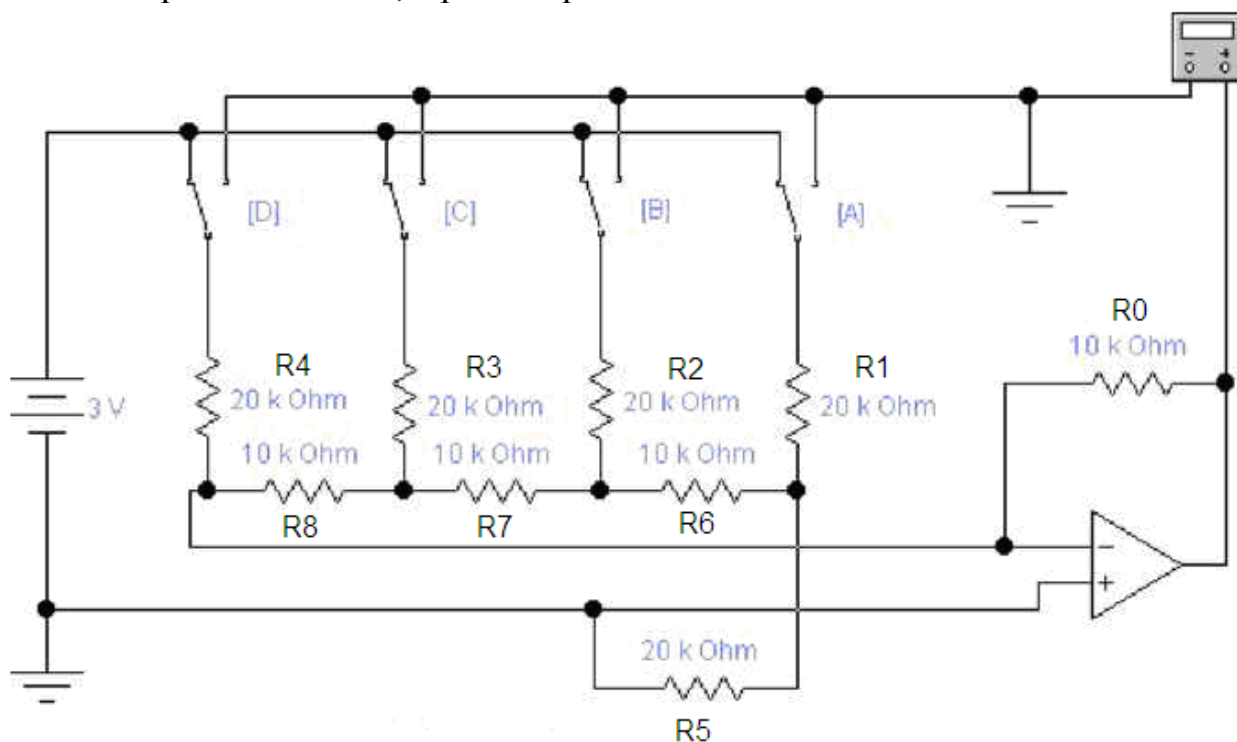 [D] [C] [B] [A]
R0
10 k Ohm
R4 R3 R2 R1
3 V 20 k Ohm 20 k Ohm 20 k Ohm 20 k Ohm
10 k Ohm 10 k Ohm 10 k Ohm
R8 R7 R6
20 k Ohm
R5